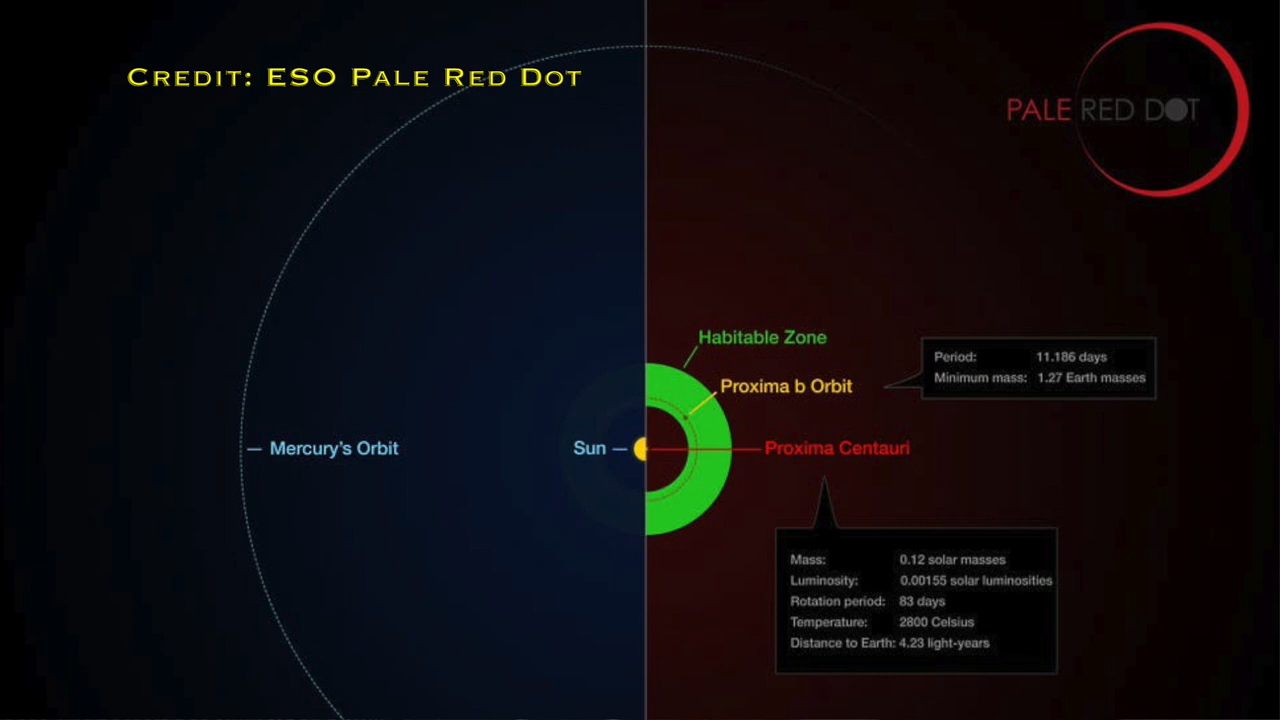 Credit: ESO Pale Red Dot
PALE RED DOT
Habitable Zone
Proxima b Orbit
Period: 11.186 days
Minimum mass: 1.27 Earth masses
Mercury's Orbit
Sun
Proxima Centauri
Mass: 0.12 solar masses
Luminosity: 0.00155 solar luminosities
Rotation period: 83 days
Temperature: 2800 Celsius
Distance to Earth: 4.23 light-years